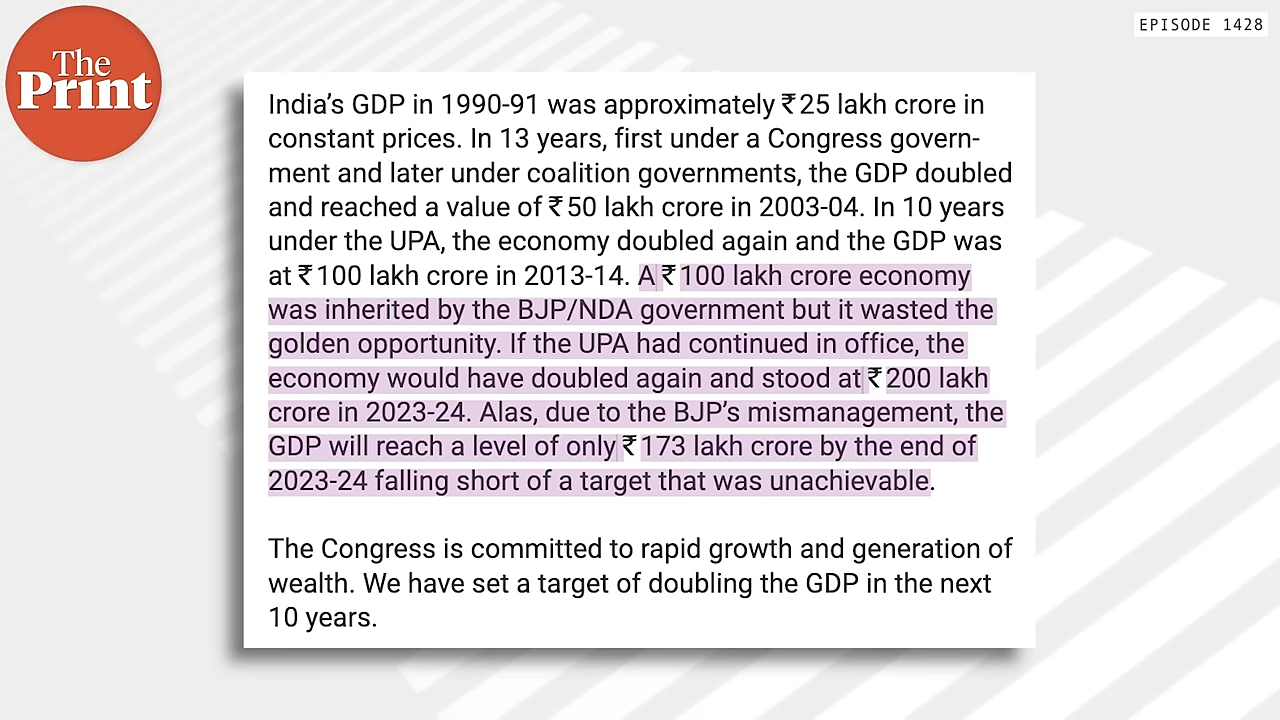 The
Print
EPISODE 1428
India’s GDP in 1990-91 was approximately ₹25 lakh crore in
constant prices. In 13 years, first under a Congress govern-
ment and later under coalition governments, the GDP doubled
and reached a value of ₹50 lakh crore in 2003-04. In 10 years
under the UPA, the economy doubled again and the GDP was
at ₹100 lakh crore in 2013-14. A ₹100 lakh crore economy
was inherited by the BJP/NDA government but it wasted the
golden opportunity. If the UPA had continued in office, the
economy would have doubled again and stood at ₹200 lakh
crore in 2023-24. Alas, due to the BJP’s mismanagement, the
GDP will reach a level of only ₹173 lakh crore by the end of
2023-24 falling short of a target that was unachievable.
The Congress is committed to rapid growth and generation of
wealth. We have set a target of doubling the GDP in the next
10 years.